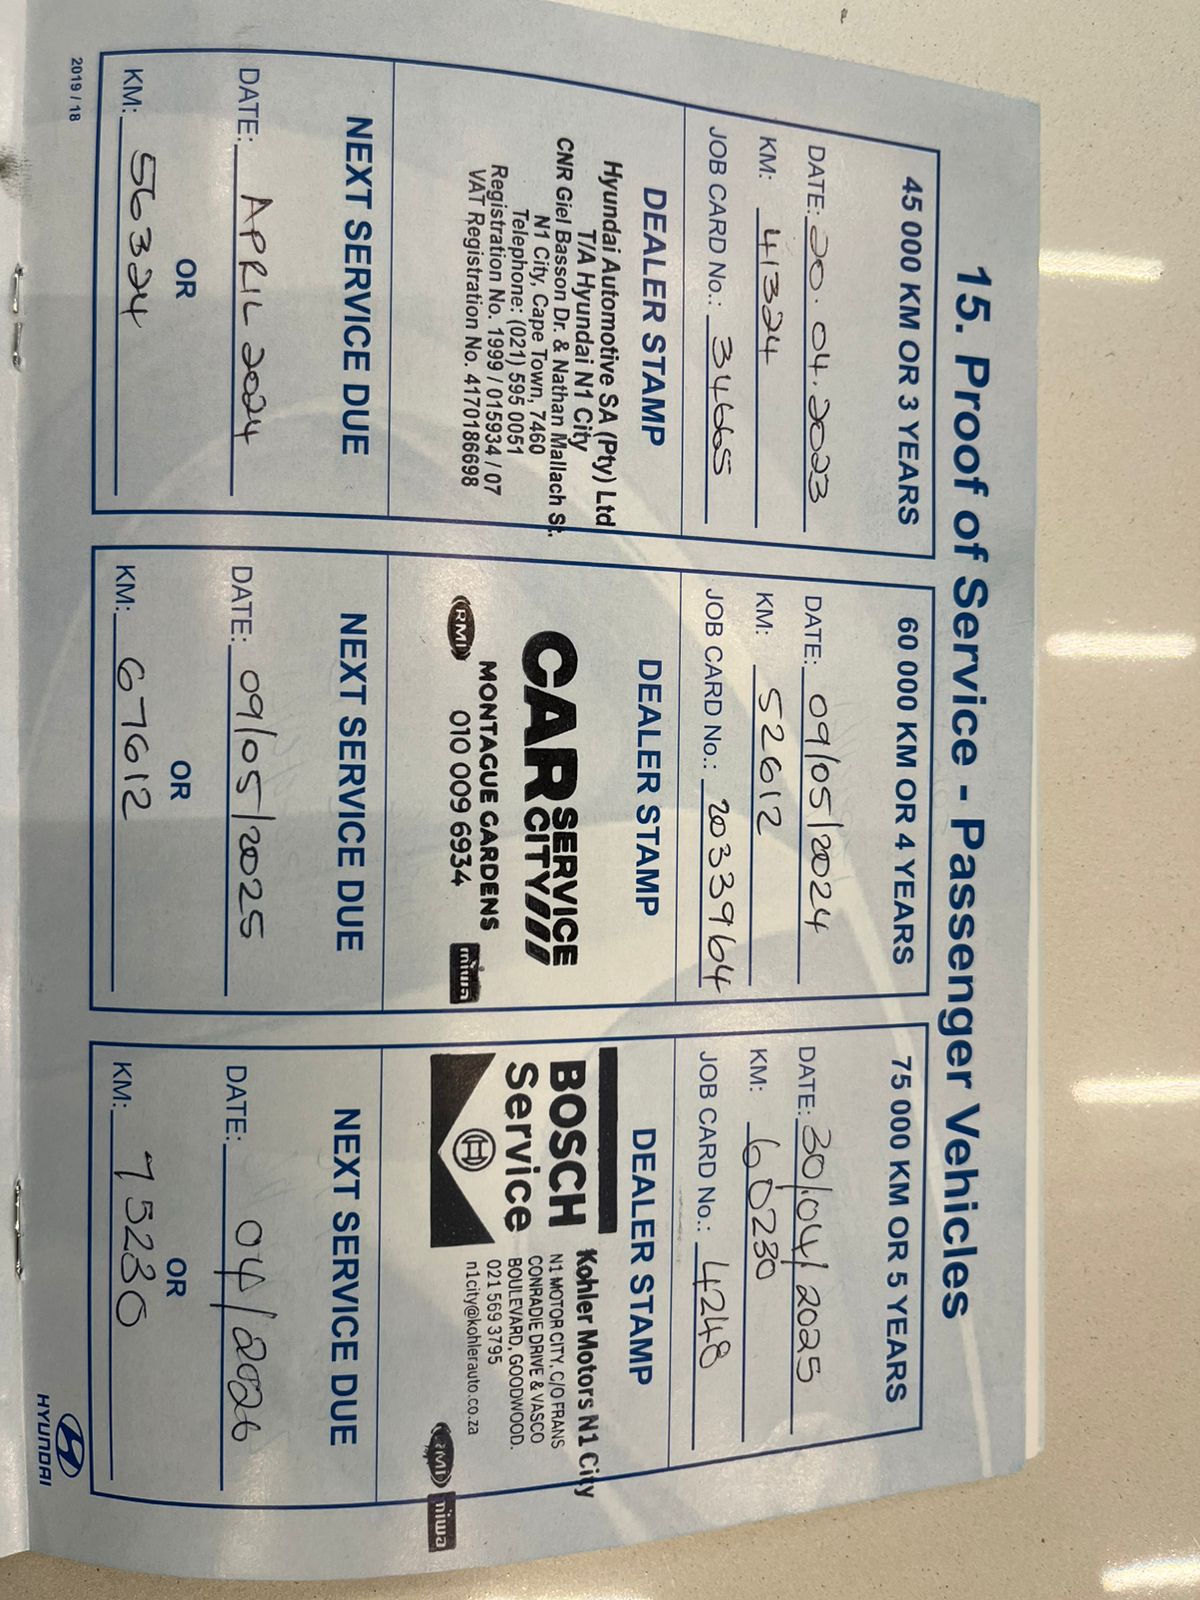 15. Proof of Service - Passenger Vehicles
45 000 KM OR 3 YEARS
DATE: 20.04.2023
KM: 41324
JOB CARD No.: 34665
DEALER STAMP
Hyundai Automotive SA (Pty) Ltd
T/A Hyundai N1 City
CNR Giel Basson Dr. & Nathan Mallach St.
N1 City, Cape Town, 7460
Telephone: (021) 595 0051
Registration No. 1999 / 015934 / 07
VAT Registration No. 4170186698
NEXT SERVICE DUE
DATE: APRIL 2024
OR
KM: 56324
60 000 KM OR 4 YEARS
DATE: 09/05/2024
KM: 52612
JOB CARD No.: 2033964
DEALER STAMP
CAR SERVICE CITY
MONTAGUE GARDENS
010 009 6934
RMI
miwa
NEXT SERVICE DUE
DATE: 09/05/2025
OR
KM: 67612
75 000 KM OR 5 YEARS
DATE: 30/04/2025
KM: 60230
JOB CARD No.: 4248
DEALER STAMP
BOSCH
Service
Kohler Motors N1 City
N1 MOTOR CITY, C/O FRANS
CONRADIE DRIVE & VASCO
BOULEVARD, GOODWOOD.
021 569 3795
n1city@kohlerauto.co.za
RMI
miwa
NEXT SERVICE DUE
DATE: 04/2026
OR
KM: 75230
2019 / 18
HYUNDAI